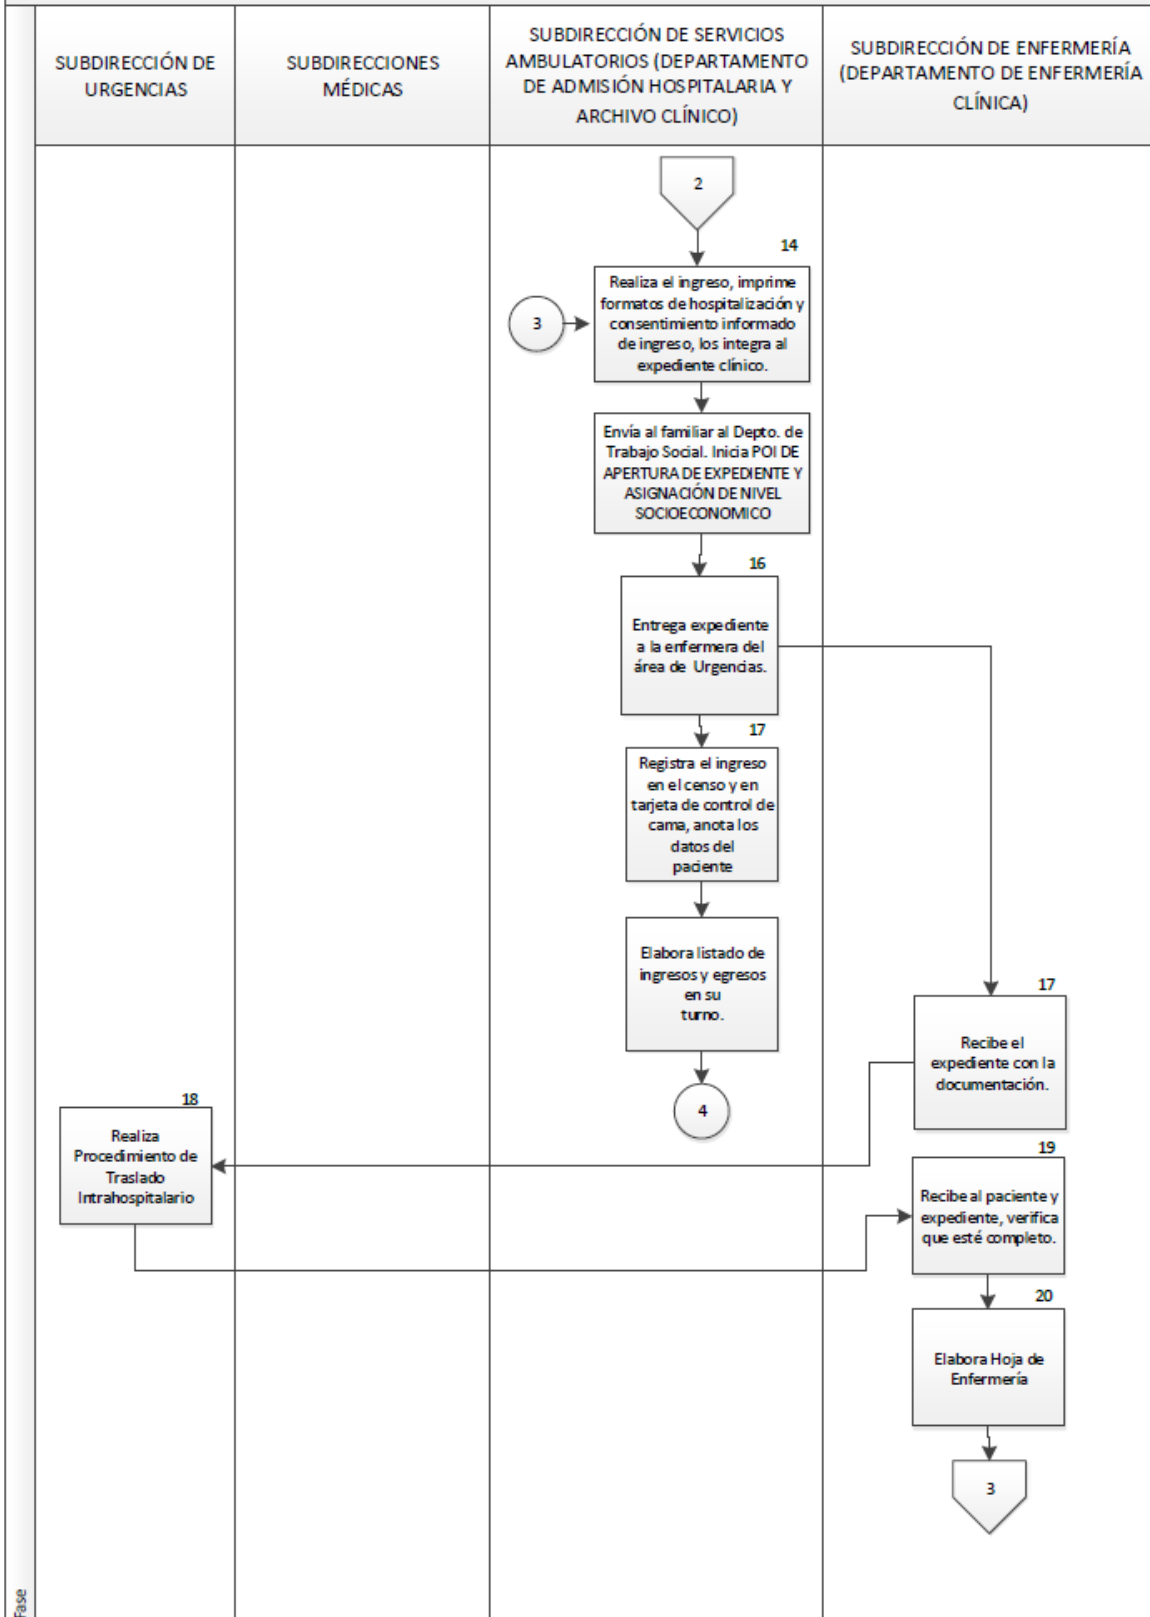 SUBDIRECCIÓN DE
URGENCIAS
SUBDIRECCIONES
MÉDICAS
SUBDIRECCIÓN DE SERVICIOS
AMBULATORIOS (DEPARTAMENTO
DE ADMISIÓN HOSPITALARIA Y
ARCHIVO CLÍNICO)
SUBDIRECCIÓN DE ENFERMERÍA
(DEPARTAMENTO DE ENFERMERÍA
CLÍNICA)
2
14
Realiza el ingreso, imprime
formatos de hospitalización y
consentimiento informado
de ingreso, los integra al
expediente clínico.
3
Envía al familiar al Depto. de
Trabajo Social. Inicia POI DE
APERTURA DE EXPEDIENTE Y
ASIGNACIÓN DE NIVEL
SOCIOECONOMICO
16
Entrega expediente
a la enfermera del
área de Urgencias.
17
Registra el ingreso
en el censo y en
tarjeta de control de
cama, anota los
datos del
paciente
Elabora listado de
ingresos y egresos
en su
turno.
4
17
Recibe el
expediente con la
documentación.
18
Realiza
Procedimiento de
Traslado
Intrahospitalario
19
Recibe al paciente y
expediente, verifica
que esté completo.
20
Elabora Hoja de
Enfermería
3
Fase